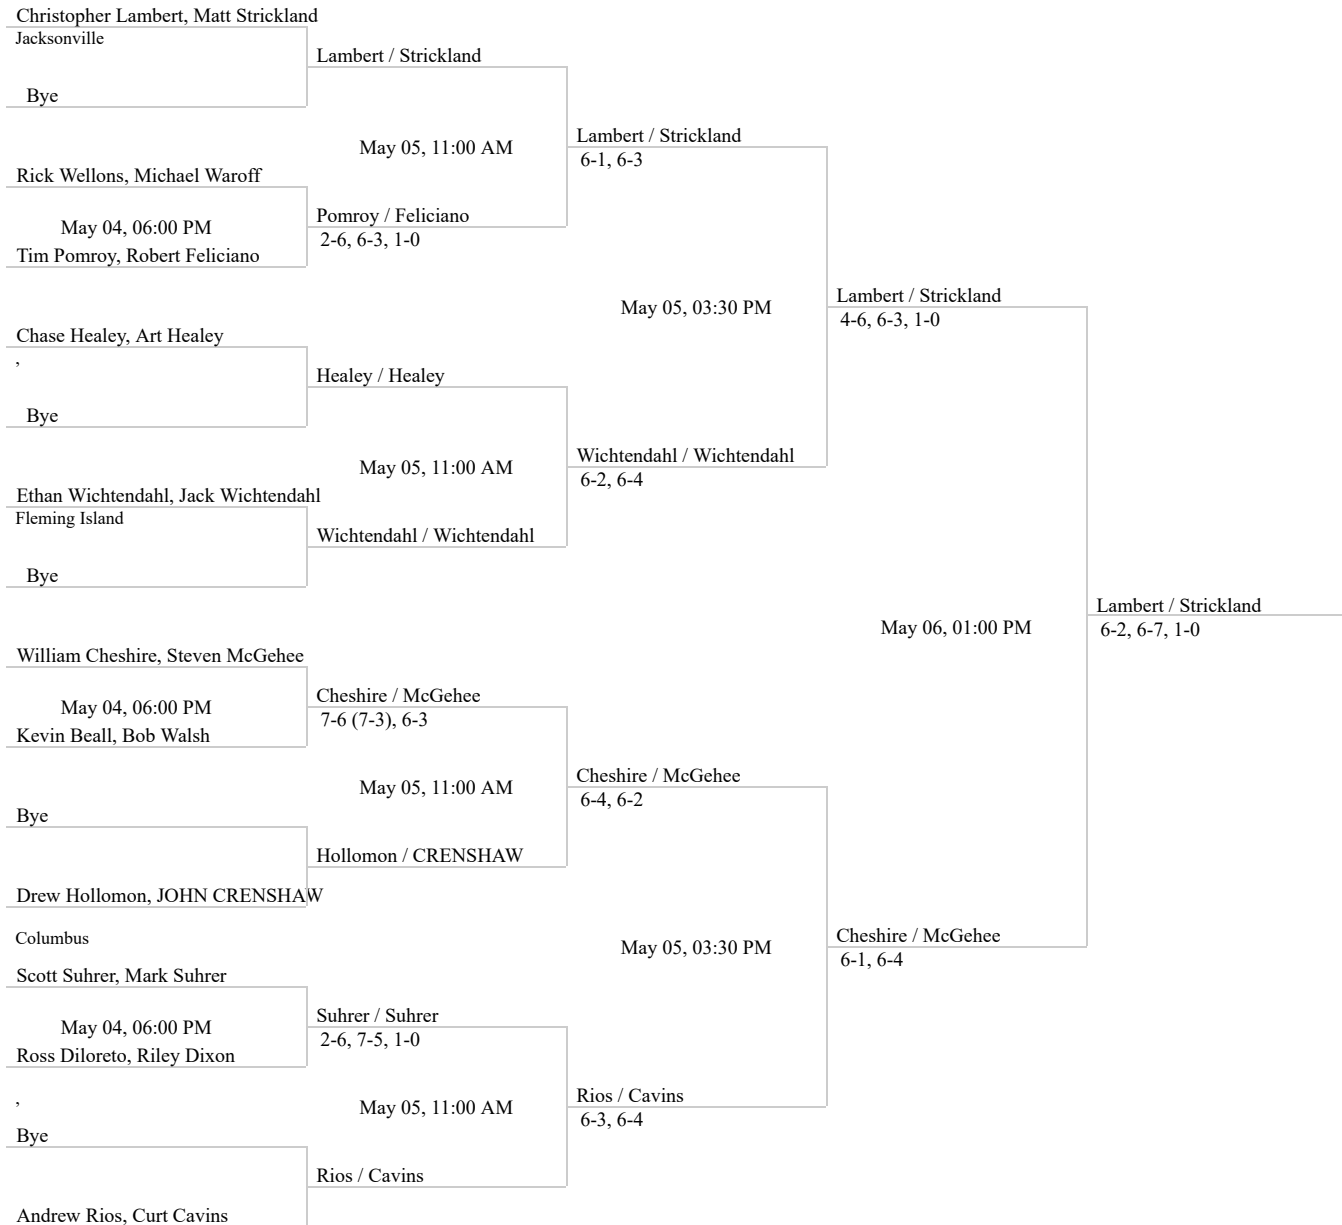 Christopher Lambert, Matt Strickland
Jacksonville
Lambert / Strickland
Bye
Lambert / Strickland
May 05, 11:00 AM
6-1, 6-3
Rick Wellons, Michael Waroff
Pomroy / Feliciano
May 04, 06:00 PM
2-6, 6-3, 1-0
Tim Pomroy, Robert Feliciano
Lambert / Strickland
May 05, 03:30 PM
4-6, 6-3, 1-0
Chase Healey, Art Healey
,
Healey / Healey
Bye
Wichtendahl / Wichtendahl
May 05, 11:00 AM
6-2, 6-4
Ethan Wichtendahl, Jack Wichtendahl
Fleming Island
Wichtendahl / Wichtendahl
Bye
Lambert / Strickland
May 06, 01:00 PM
6-2, 6-7, 1-0
William Cheshire, Steven McGehee
Cheshire / McGehee
May 04, 06:00 PM
7-6 (7-3), 6-3
Kevin Beall, Bob Walsh
Cheshire / McGehee
May 05, 11:00 AM
6-4, 6-2
Bye
Hollomon / CRENSHAW
Drew Hollomon, JOHN CRENSHAW
Columbus
Cheshire / McGehee
May 05, 03:30 PM
6-1, 6-4
Scott Suhrer, Mark Suhrer
Suhrer / Suhrer
May 04, 06:00 PM
2-6, 7-5, 1-0
Ross Diloreto, Riley Dixon
,
Rios / Cavins
May 05, 11:00 AM
6-3, 6-4
Bye
Rios / Cavins
Andrew Rios, Curt Cavins